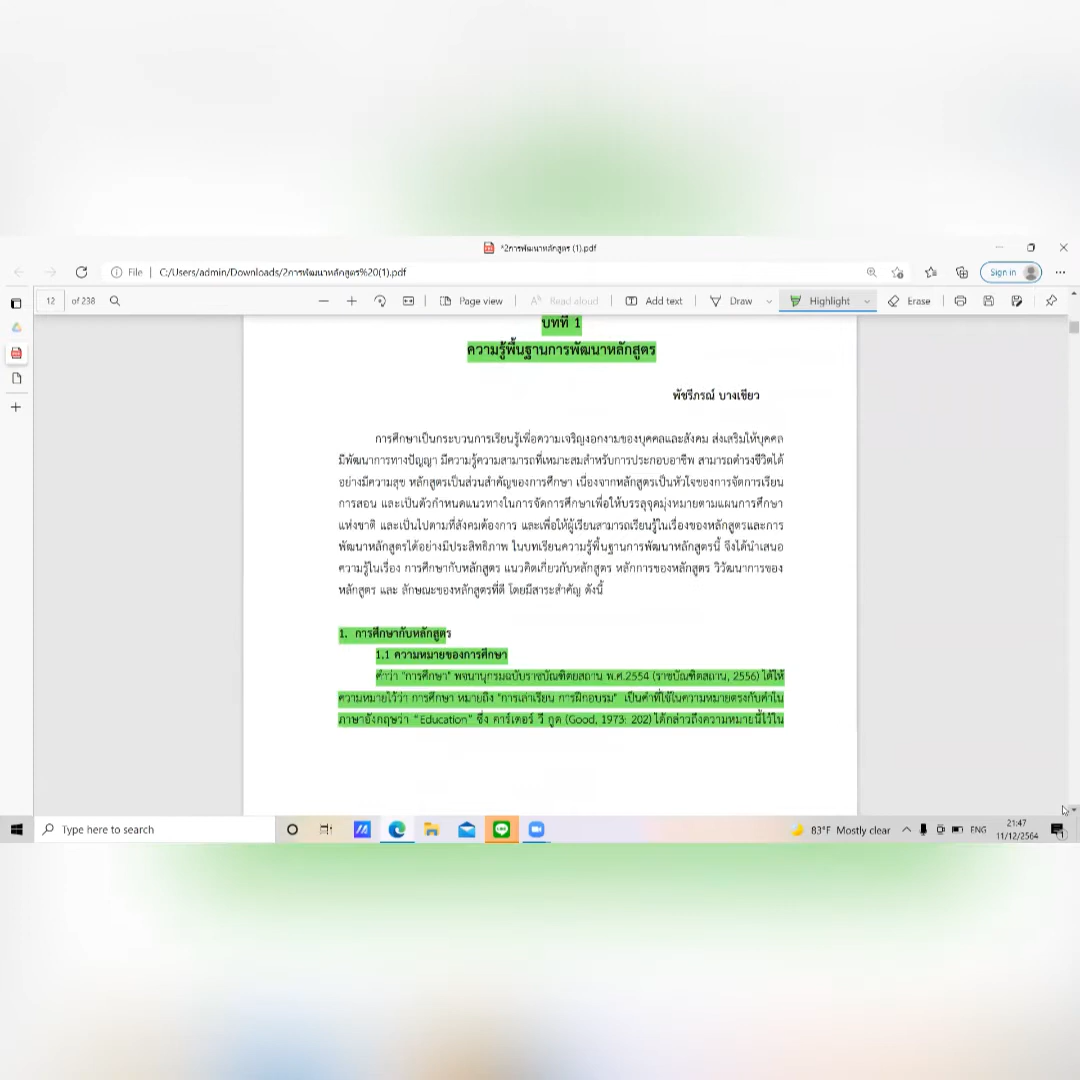 *2การพัฒนาหลักสูตร (1).pdf
File | C:/Users/admin/Downloads/2การพัฒนาหลักสูตร%20(1).pdf
Sign in
12 of 238
Page view
Read aloud
Add text
Draw
Highlight
Erase
บทที่ 1
ความรู้พื้นฐานการพัฒนาหลักสูตร
พัชรีภรณ์ บางเขียว
การศึกษาเป็นกระบวนการเรียนรู้เพื่อความเจริญงอกงามของบุคคลและสังคม ส่งเสริมให้บุคคล
มีพัฒนาการทางปัญญา มีความรู้ความสามารถที่เหมาะสมสำหรับการประกอบอาชีพ สามารถดำรงชีวิตได้
อย่างมีความสุข หลักสูตรเป็นส่วนสำคัญของการศึกษา เนื่องจากหลักสูตรเป็นหัวใจของการจัดการเรียน
การสอน และเป็นตัวกำหนดแนวทางในการจัดการศึกษาเพื่อให้บรรลุจุดมุ่งหมายตามแผนการศึกษา
แห่งชาติ และเป็นไปตามที่สังคมต้องการ และเพื่อให้ผู้เรียนสามารถเรียนรู้ในเรื่องของหลักสูตรและการ
พัฒนาหลักสูตรได้อย่างมีประสิทธิภาพ ในบทเรียนความรู้พื้นฐานการพัฒนาหลักสูตรนี้ จึงได้นำเสนอ
ความรู้ในเรื่อง การศึกษากับหลักสูตร แนวคิดเกี่ยวกับหลักสูตร หลักการของหลักสูตร วิวัฒนาการของ
หลักสูตร และ ลักษณะของหลักสูตรที่ดี โดยมีสาระสำคัญ ดังนี้
1. การศึกษากับหลักสูตร
1.1 ความหมายของการศึกษา
คำว่า "การศึกษา" พจนานุกรมฉบับราชบัณฑิตยสถาน พ.ศ.2554 (ราชบัณฑิตสถาน, 2556) ได้ให้
ความหมายไว้ว่า การศึกษา หมายถึง "การเล่าเรียน การฝึกอบรม" เป็นคำที่ใช้ในความหมายตรงกับคำใน
ภาษาอังกฤษว่า "Education" ซึ่ง คาร์เตอร์ วี กูด (Good, 1973: 202) ได้กล่าวถึงความหมายนี้ไว้ใน
Type here to search
83°F Mostly clear
ENG
21:47
11/12/2564
1